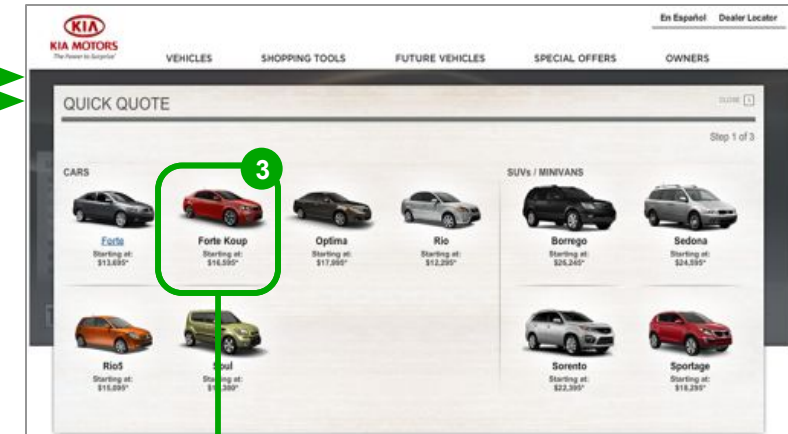 En Español Dealer Locator
KIA
KIA MOTORS
The Power to Surprise
VEHICLES SHOPPING TOOLS FUTURE VEHICLES SPECIAL OFFERS OWNERS
QUICK QUOTE
CLOSE X
Step 1 of 3
CARS
SUVs / MINIVANS
3
Forte Forte Koup Optima Rio Borrego Sedona
Starting at: Starting at: Starting at: Starting at: Starting at: Starting at:
$13,695* $16,595* $17,995* $12,295* $26,245* $24,595*
Rio5 Soul Sorento Sportage
Starting at: Starting at: Starting at: Starting at:
$22,395* $18,295*